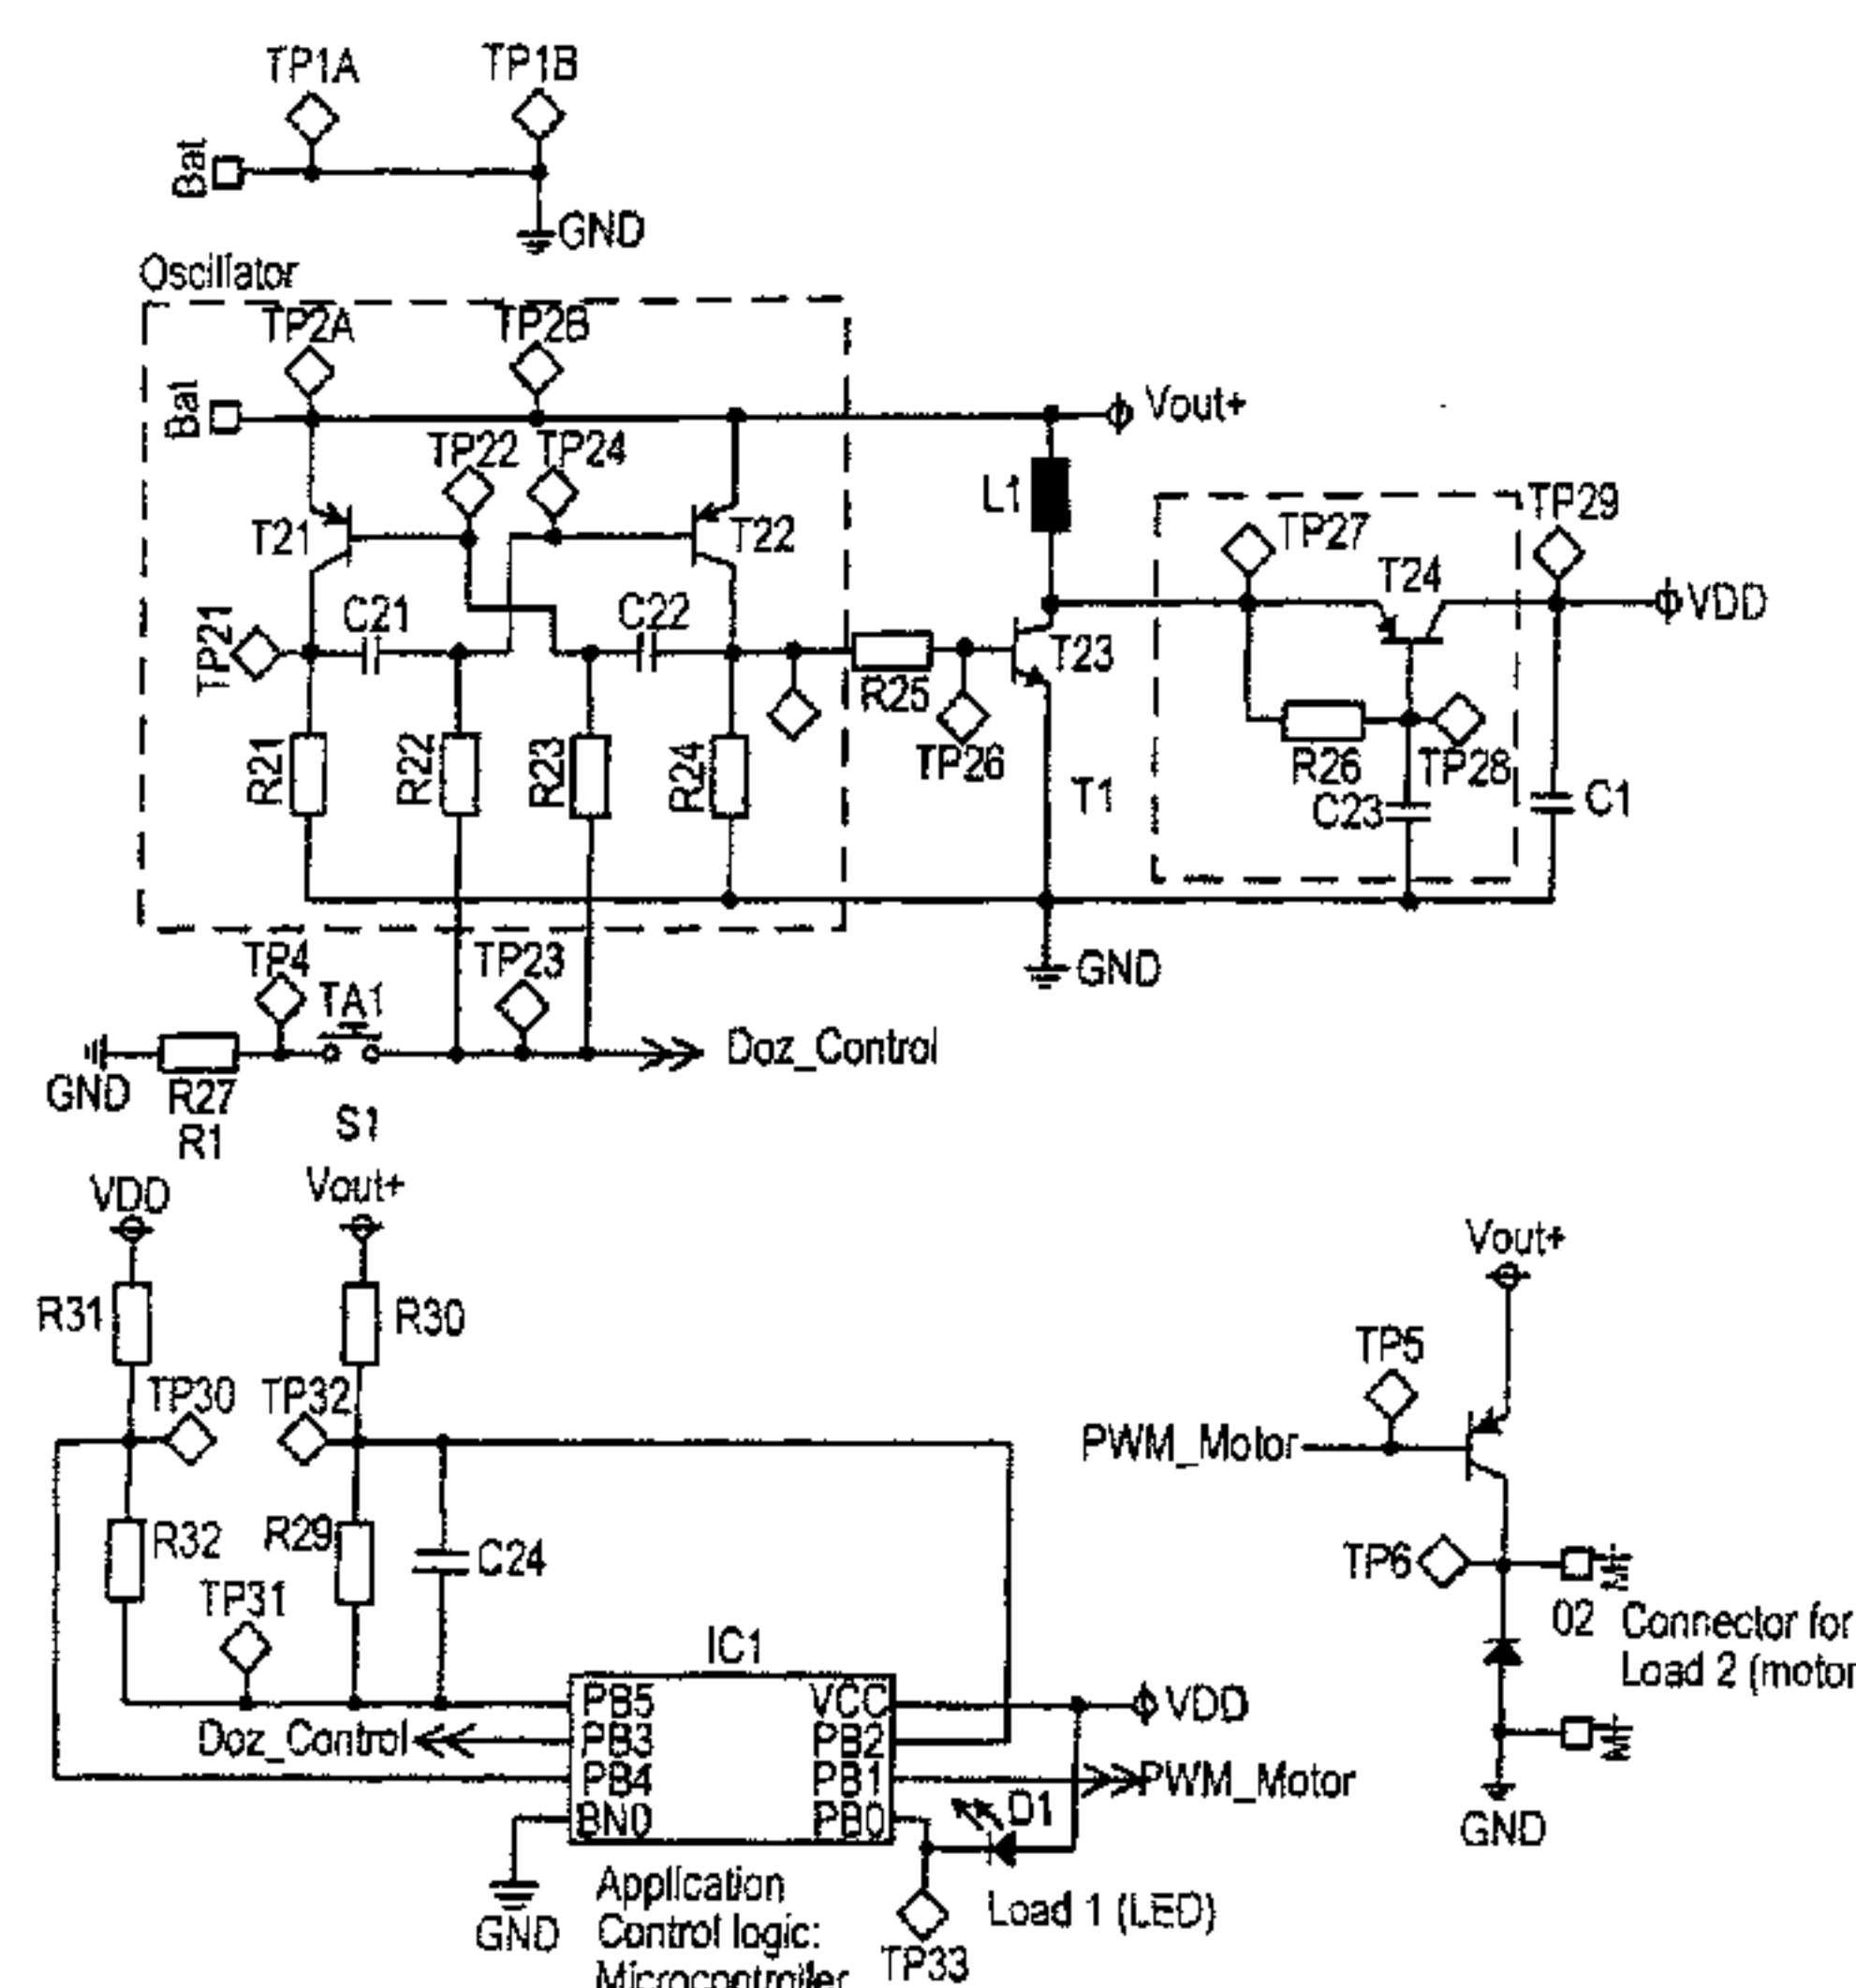 TP1A
TP1B
Bat
GND
Oscillator
TP2A
TP2B
Bat
Vout+
TP22
TP24
L1
TP27
TP29
T21
T22
T24
VDD
TP21
C21
C22
T23
R25
R21
R22
R23
R24
TP26
R26
TP28
T1
C23
C1
TP4
TP23
GND
TA1
Doz_Control
GND
R27
R1
S1
VDD
Vout+
Vout+
R31
R30
TP5
TP30
TP32
PWM_Motor
R32
R29
C24
TP6
TP31
02
Connector for
Load 2 (motor
IC1
PB5
VCC
VDD
Doz_Control
PB3
PB2
PB4
PB1
PWM_Motor
BND
PB0
D1
GND
GND
Application
Control logic:
Microcontroller
Load 1 (LED)
TP33